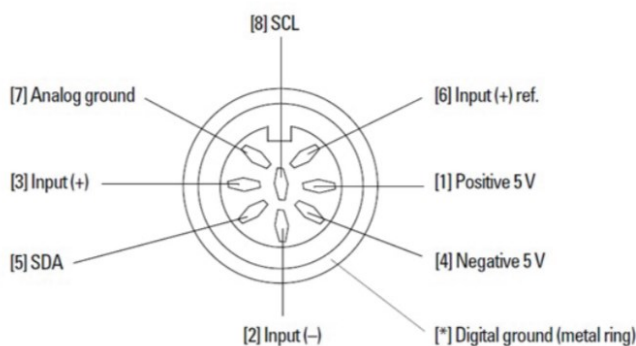 [8] SCL
[7] Analog ground
[6] Input (+) ref.
[3] Input (+)
[1] Positive 5 V
[5] SDA
[4] Negative 5 V
[2] Input (–)
[*] Digital ground (metal ring)